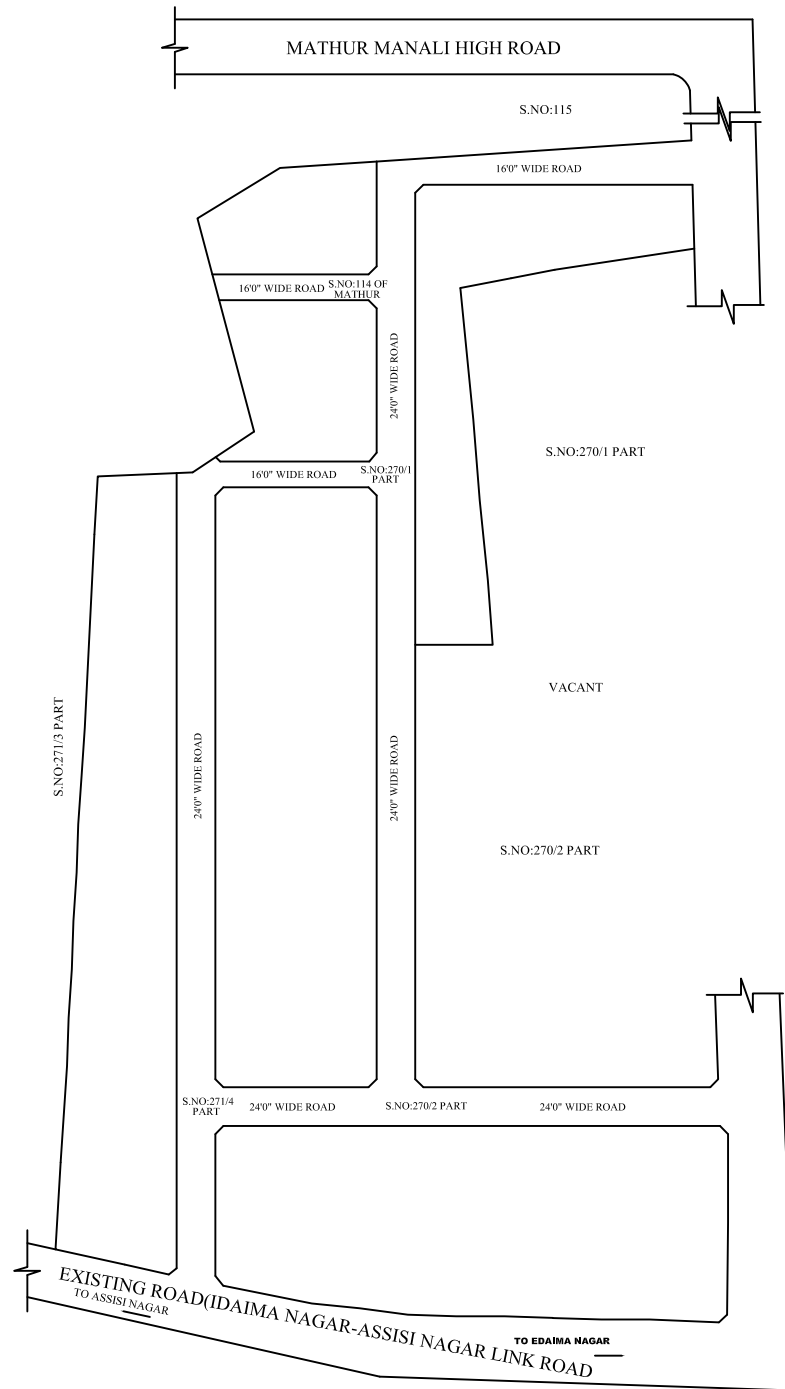 MATHUR MANALI HIGH ROAD
S.NO:115
16'0" WIDE ROAD
16'0" WIDE ROAD
S.NO:114 OF
MATHUR
24'0" WIDE ROAD
S.NO:270/1 PART
16'0" WIDE ROAD
S.NO:270/1
PART
VACANT
S.NO:271/3 PART
24'0" WIDE ROAD
24'0" WIDE ROAD
S.NO:270/2 PART
S.NO:271/4
PART
24'0" WIDE ROAD
S.NO:270/2 PART
24'0" WIDE ROAD
EXISTING ROAD(IDAIMA NAGAR-ASSISI NAGAR LINK ROAD
TO ASSISI NAGAR
TO EDAIMA NAGAR